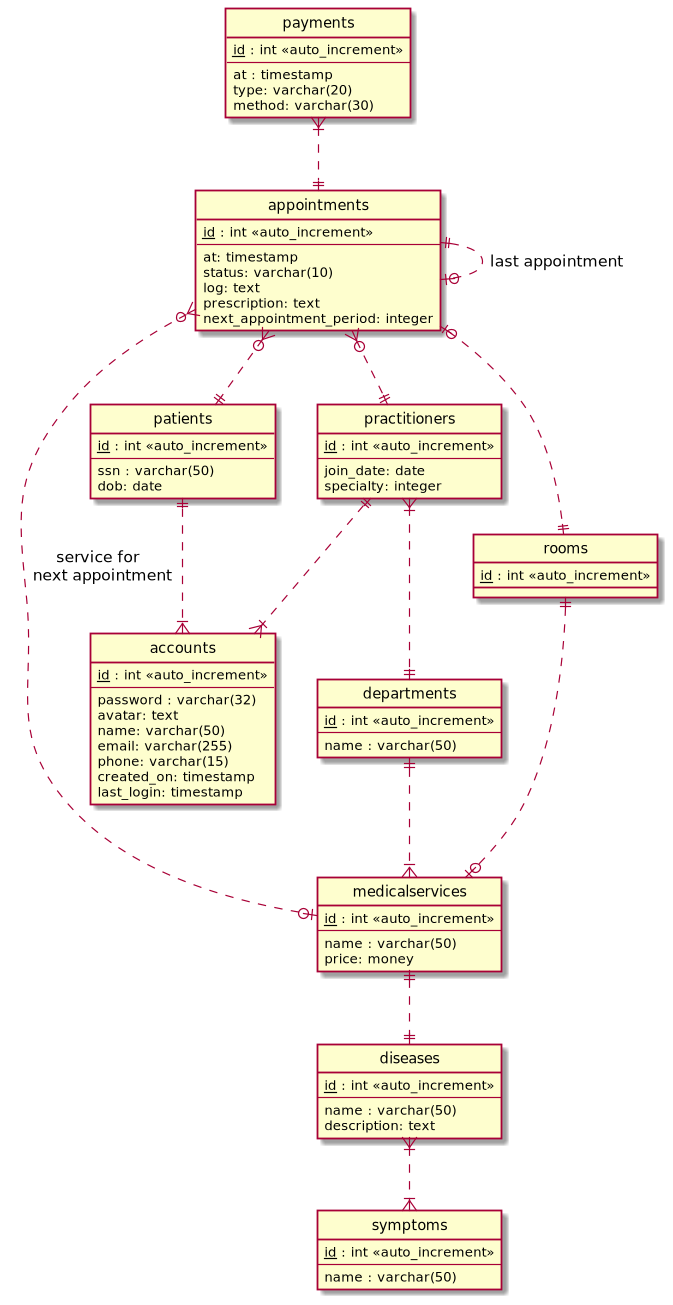 payments
id : int «auto_increment»
at : timestamp
type: varchar(20)
method: varchar(30)
appointments
id : int «auto_increment»
at: timestamp
status: varchar(10)
log: text
prescription: text
next_appointment_period: integer
last appointment
patients
id : int «auto_increment»
ssn : varchar(50)
dob: date
practitioners
id : int «auto_increment»
join_date: date
specialty: integer
rooms
id : int «auto_increment»
service for
next appointment
accounts
id : int «auto_increment»
password : varchar(32)
avatar: text
name: varchar(50)
email: varchar(255)
phone: varchar(15)
created_on: timestamp
last_login: timestamp
departments
id : int «auto_increment»
name : varchar(50)
medicalservices
id : int «auto_increment»
name : varchar(50)
price: money
diseases
id : int «auto_increment»
name : varchar(50)
description: text
symptoms
id : int «auto_increment»
name : varchar(50)